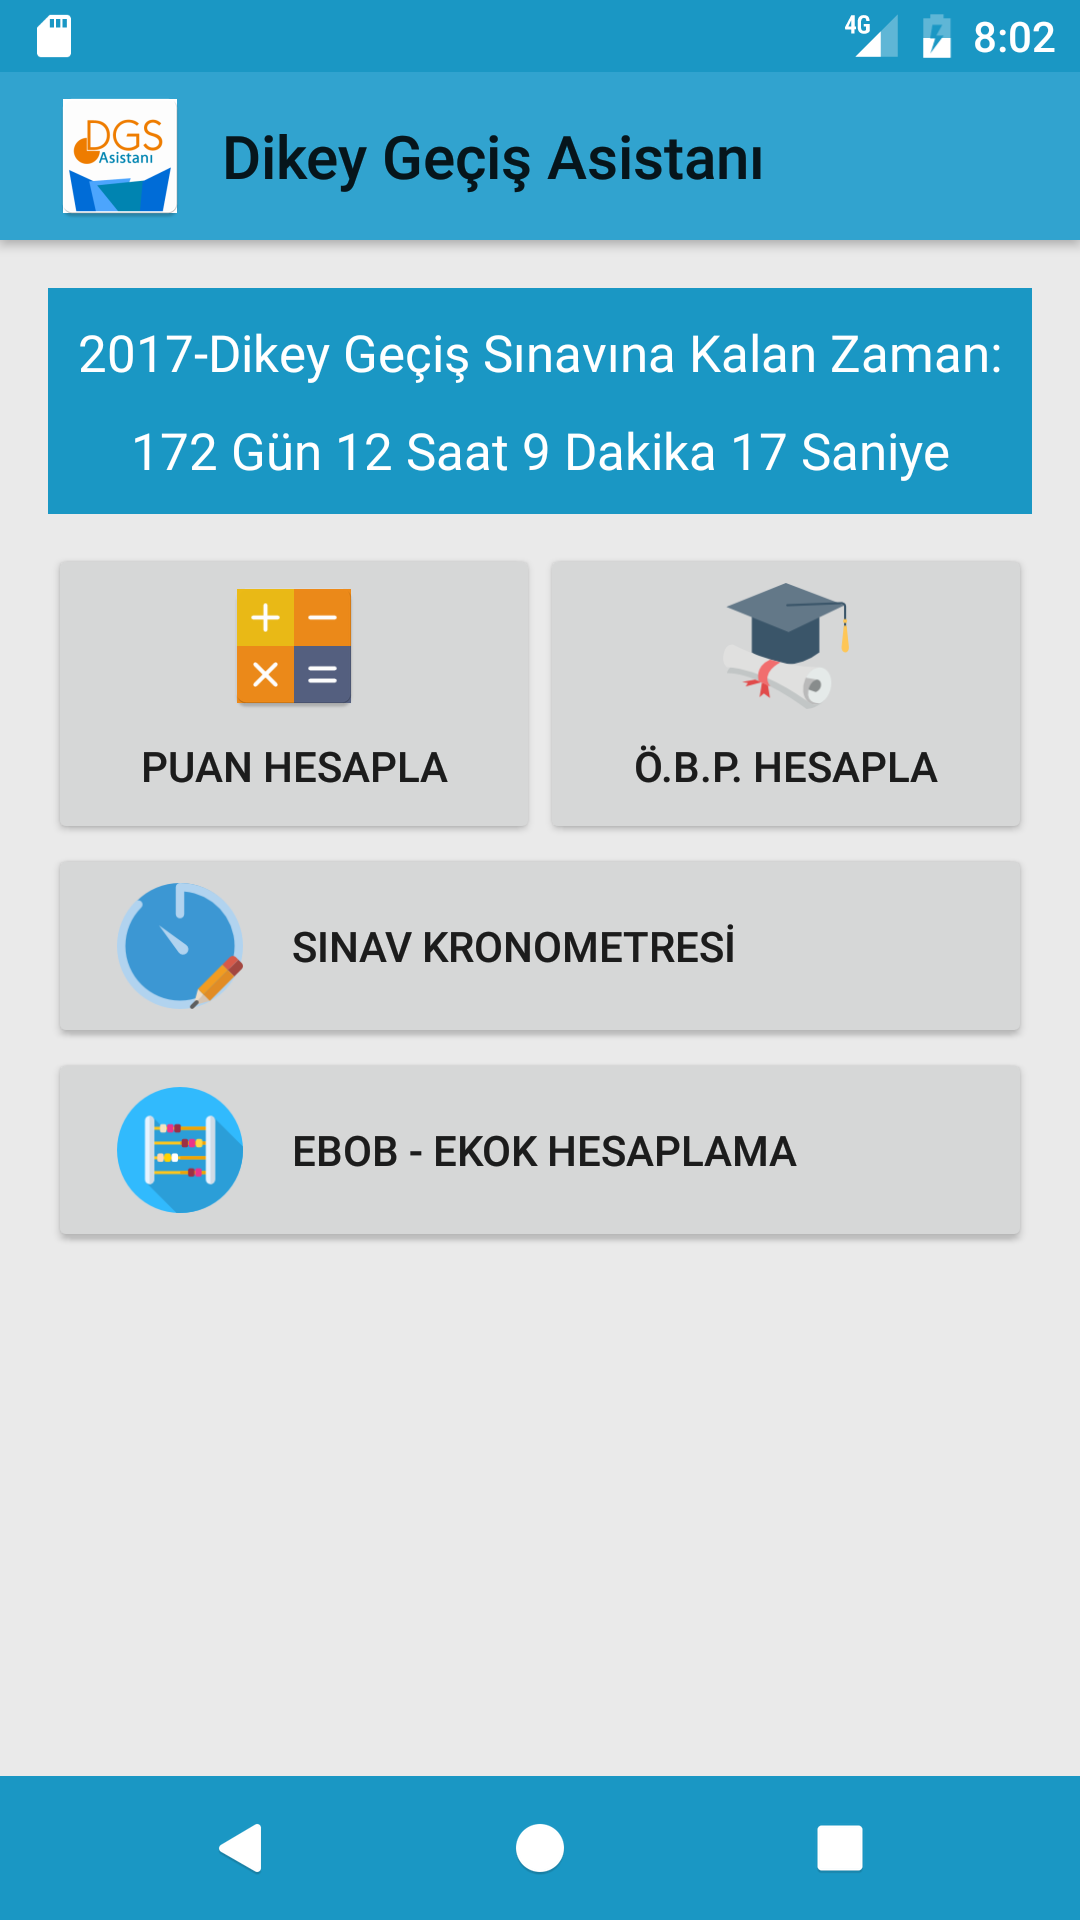 4G 8:02
DGS
Asistanı
Dikey Geçiş Asistanı
2017-Dikey Geçiş Sınavına Kalan Zaman:
172 Gün 12 Saat 9 Dakika 17 Saniye
PUAN HESAPLA
Ö.B.P. HESAPLA
SINAV KRONOMETRESİ
EBOB - EKOK HESAPLAMA